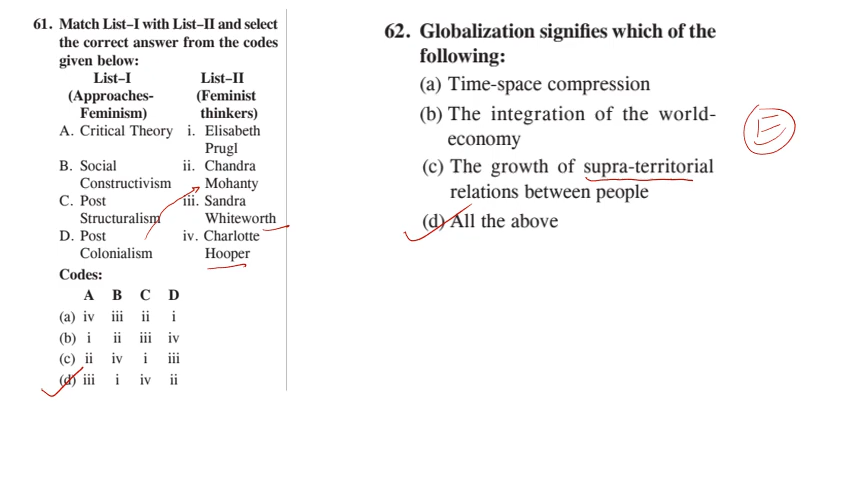 61. Match List–I with List–II and select
the correct answer from the codes
given below:
List–I List–II
(Approaches- (Feminist
Feminism) thinkers)
A. Critical Theory i. Elisabeth
Prugl
B. Social ii. Chandra
Constructivism Mohanty
C. Post iii. Sandra
Structuralism Whiteworth
D. Post iv. Charlotte
Colonialism Hooper
Codes:
A B C D
(a) iv iii ii i
(b) i ii iii iv
(c) ii iv i iii
(d) iii i iv ii
62. Globalization signifies which of the
following:
(a) Time-space compression
(b) The integration of the world-
economy
(c) The growth of supra-territorial
relations between people
(d) All the above